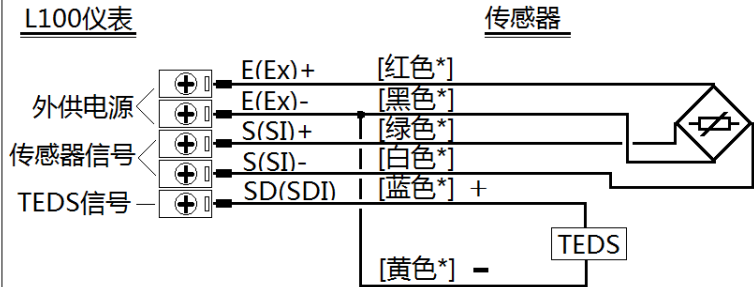 L100仪表
传感器
外供电源
传感器信号
TEDS信号
E(Ex)+ [红色*]
E(Ex)- [黑色*]
S(SI)+ [绿色*]
S(SI)- [白色*]
SD(SDI) [蓝色*] +
TEDS
[黄色*] -